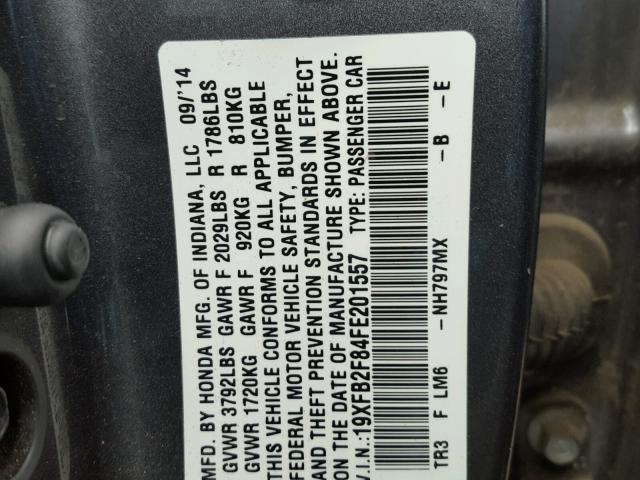 MFD. BY HONDA MFG. OF INDIANA, LLC 09/'14
GVWR 3792LBS GAWR F 2029LBS R 1786LBS
GVWR 1720KG GAWR F 920KG R 810KG
THIS VEHICLE CONFORMS TO ALL APPLICABLE
FEDERAL MOTOR VEHICLE SAFETY, BUMPER,
AND THEFT PREVENTION STANDARDS IN EFFECT
ON THE DATE OF MANUFACTURE SHOWN ABOVE.
V.I.N.:19XFB2F84FE201557 TYPE: PASSENGER CAR
TR3 F LM6 -NH797MX -B -E